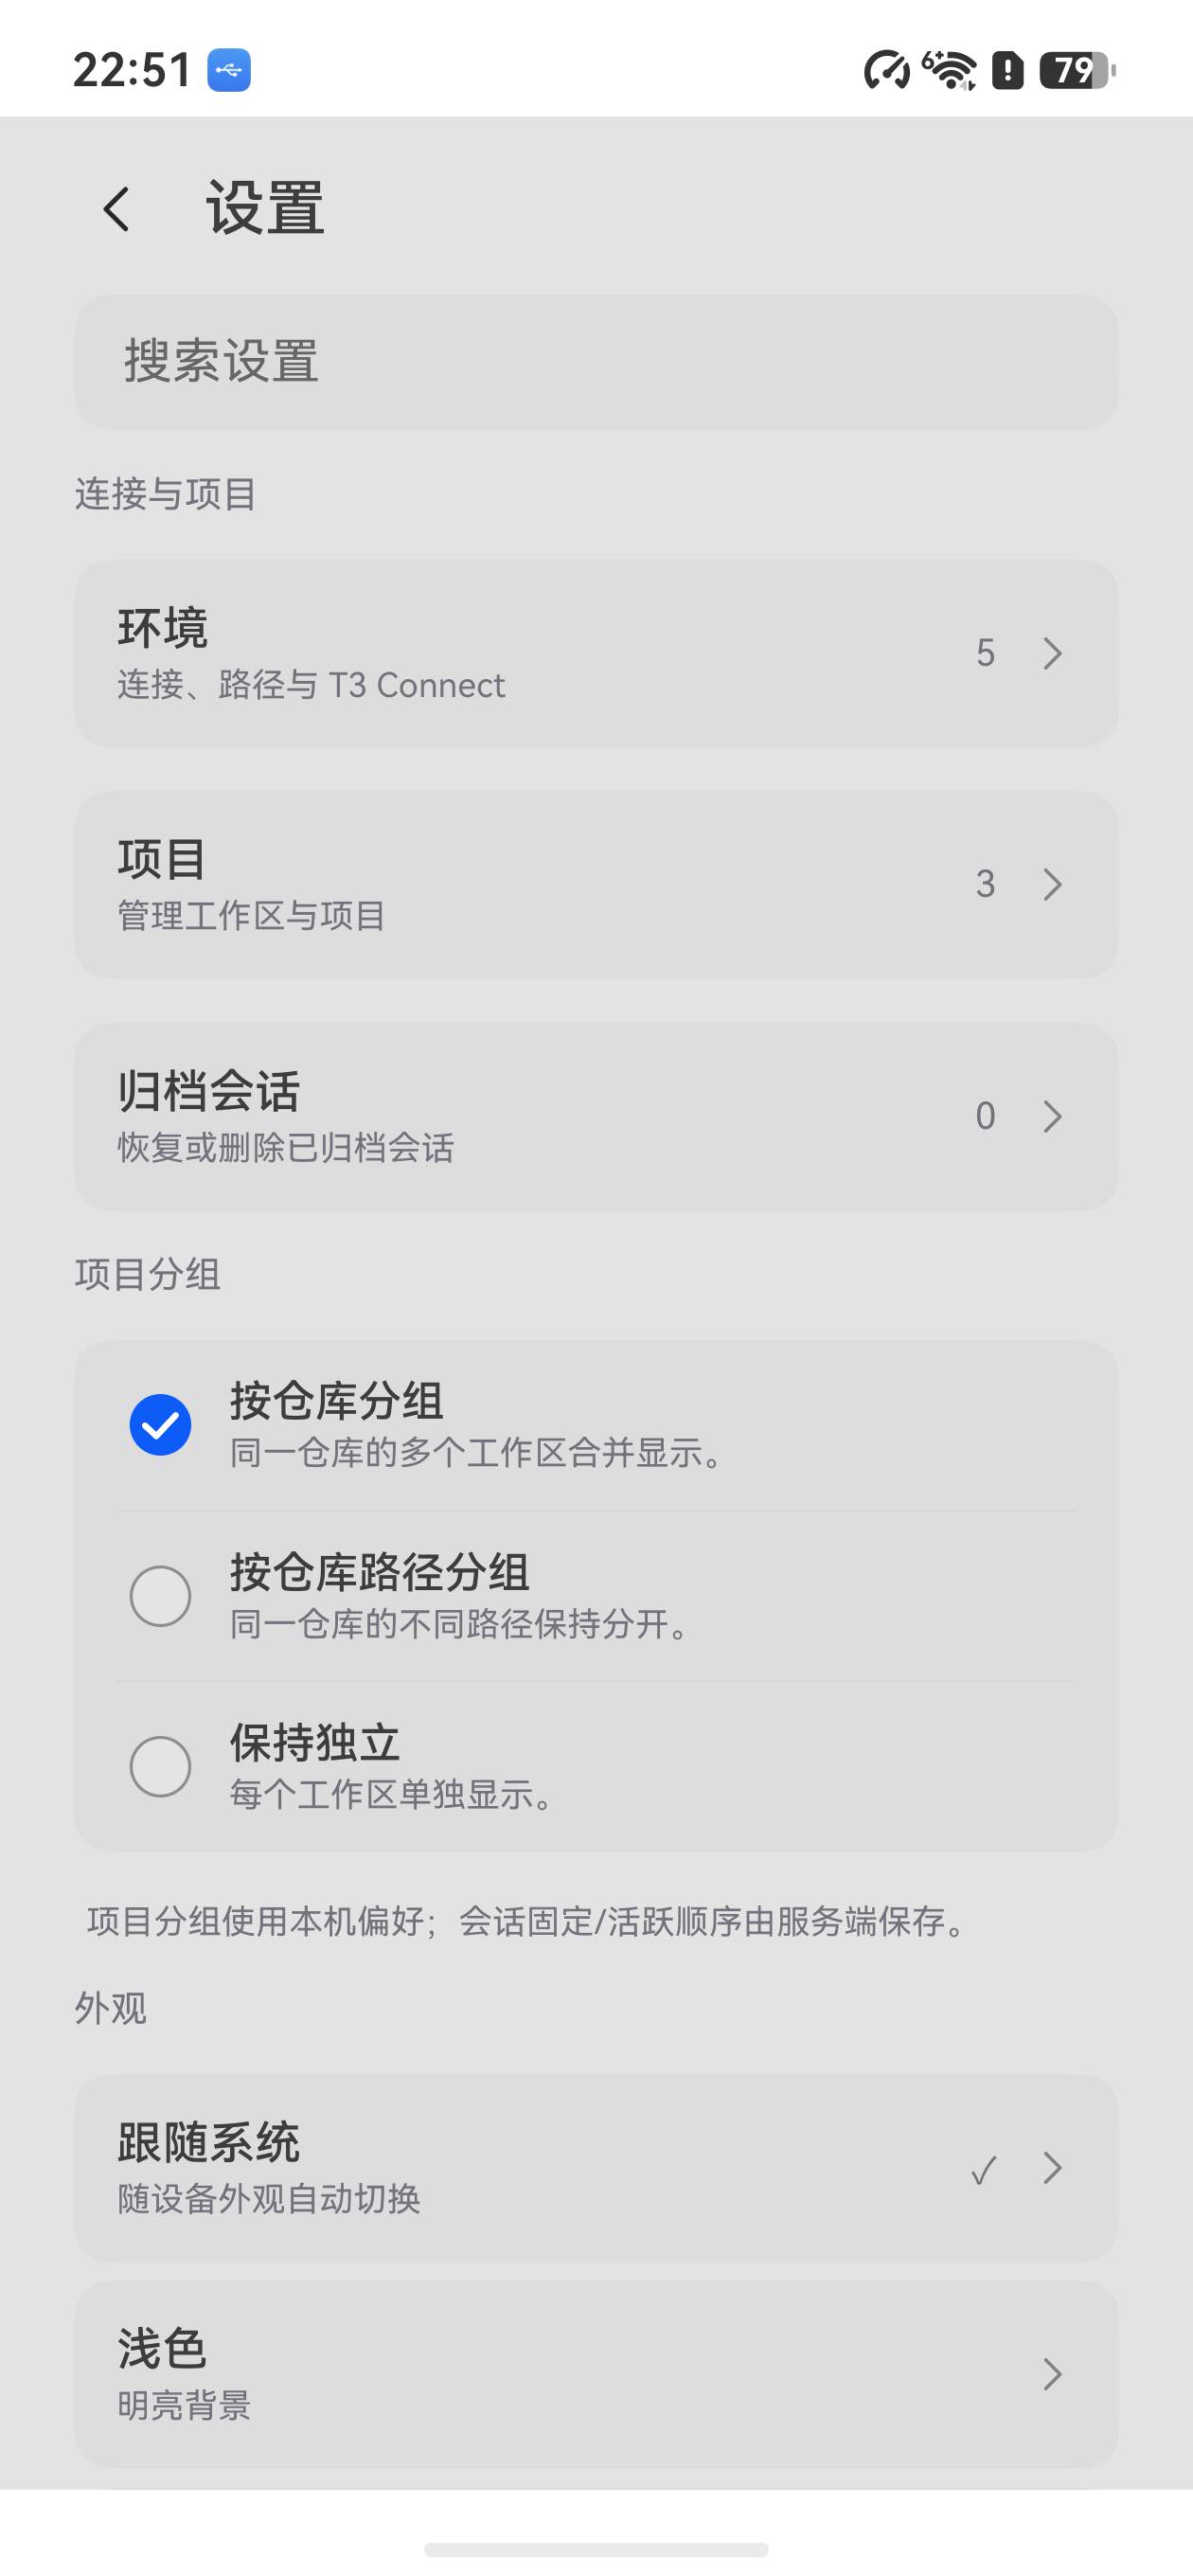 22:51
79
设置
搜索设置
连接与项目
环境
连接、路径与 T3 Connect
5
项目
管理工作区与项目
3
归档会话
恢复或删除已归档会话
0
项目分组
按仓库分组
同一仓库的多个工作区合并显示。
按仓库路径分组
同一仓库的不同路径保持分开。
保持独立
每个工作区单独显示。
项目分组使用本机偏好；会话固定/活跃顺序由服务端保存。
外观
跟随系统
随设备外观自动切换
✓
浅色
明亮背景